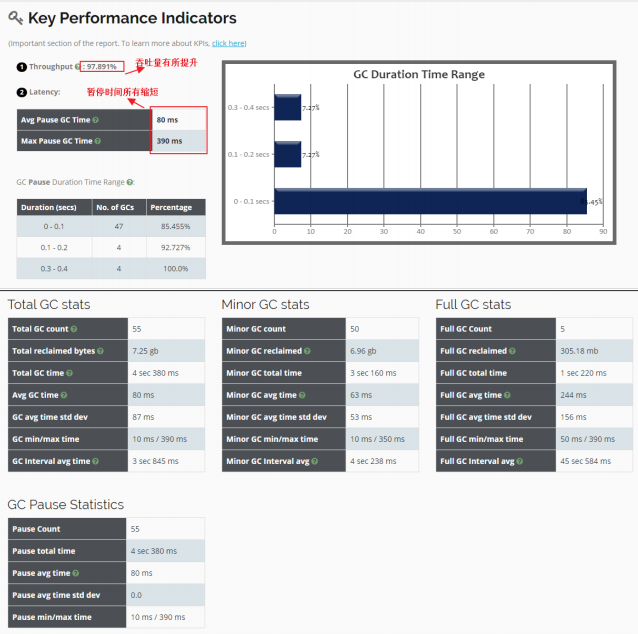 Key Performance Indicators
(Important section of the report. To learn more about KPIs, click here)
1 Throughput : 97.891% 吞吐量有所提升
2 Latency: 暂停时间所有缩短
Avg Pause GC Time 80 ms
Max Pause GC Time 390 ms
GC Pause Duration Time Range :
Duration (secs) No. of GCs Percentage
0 - 0.1 47 85.455%
0.1 - 0.2 4 92.727%
0.3 - 0.4 4 100.0%
GC Duration Time Range
0.3 - 0.4 secs 7.27%
0.1 - 0.2 secs 7.27%
0 - 0.1 secs 85.45%
0 10 20 30 40 50 60 70 80 90
Total GC stats
Total GC count 55
Total reclaimed bytes 7.25 gb
Total GC time 4 sec 380 ms
Avg GC time 80 ms
GC avg time std dev 87 ms
GC min/max time 10 ms / 390 ms
GC Interval avg time 3 sec 845 ms
Minor GC stats
Minor GC count 50
Minor GC reclaimed 6.96 gb
Minor GC total time 3 sec 160 ms
Minor GC avg time 63 ms
Minor GC avg time std dev 53 ms
Minor GC min/max time 10 ms / 350 ms
Minor GC Interval avg 4 sec 238 ms
Full GC stats
Full GC Count 5
Full GC reclaimed 305.18 mb
Full GC total time 1 sec 220 ms
Full GC avg time 244 ms
Full GC avg time std dev 156 ms
Full GC min/max time 50 ms / 390 ms
Full GC Interval avg 45 sec 584 ms
GC Pause Statistics
Pause Count 55
Pause total time 4 sec 380 ms
Pause avg time 80 ms
Pause avg time std dev 0.0
Pause min/max time 10 ms / 390 ms